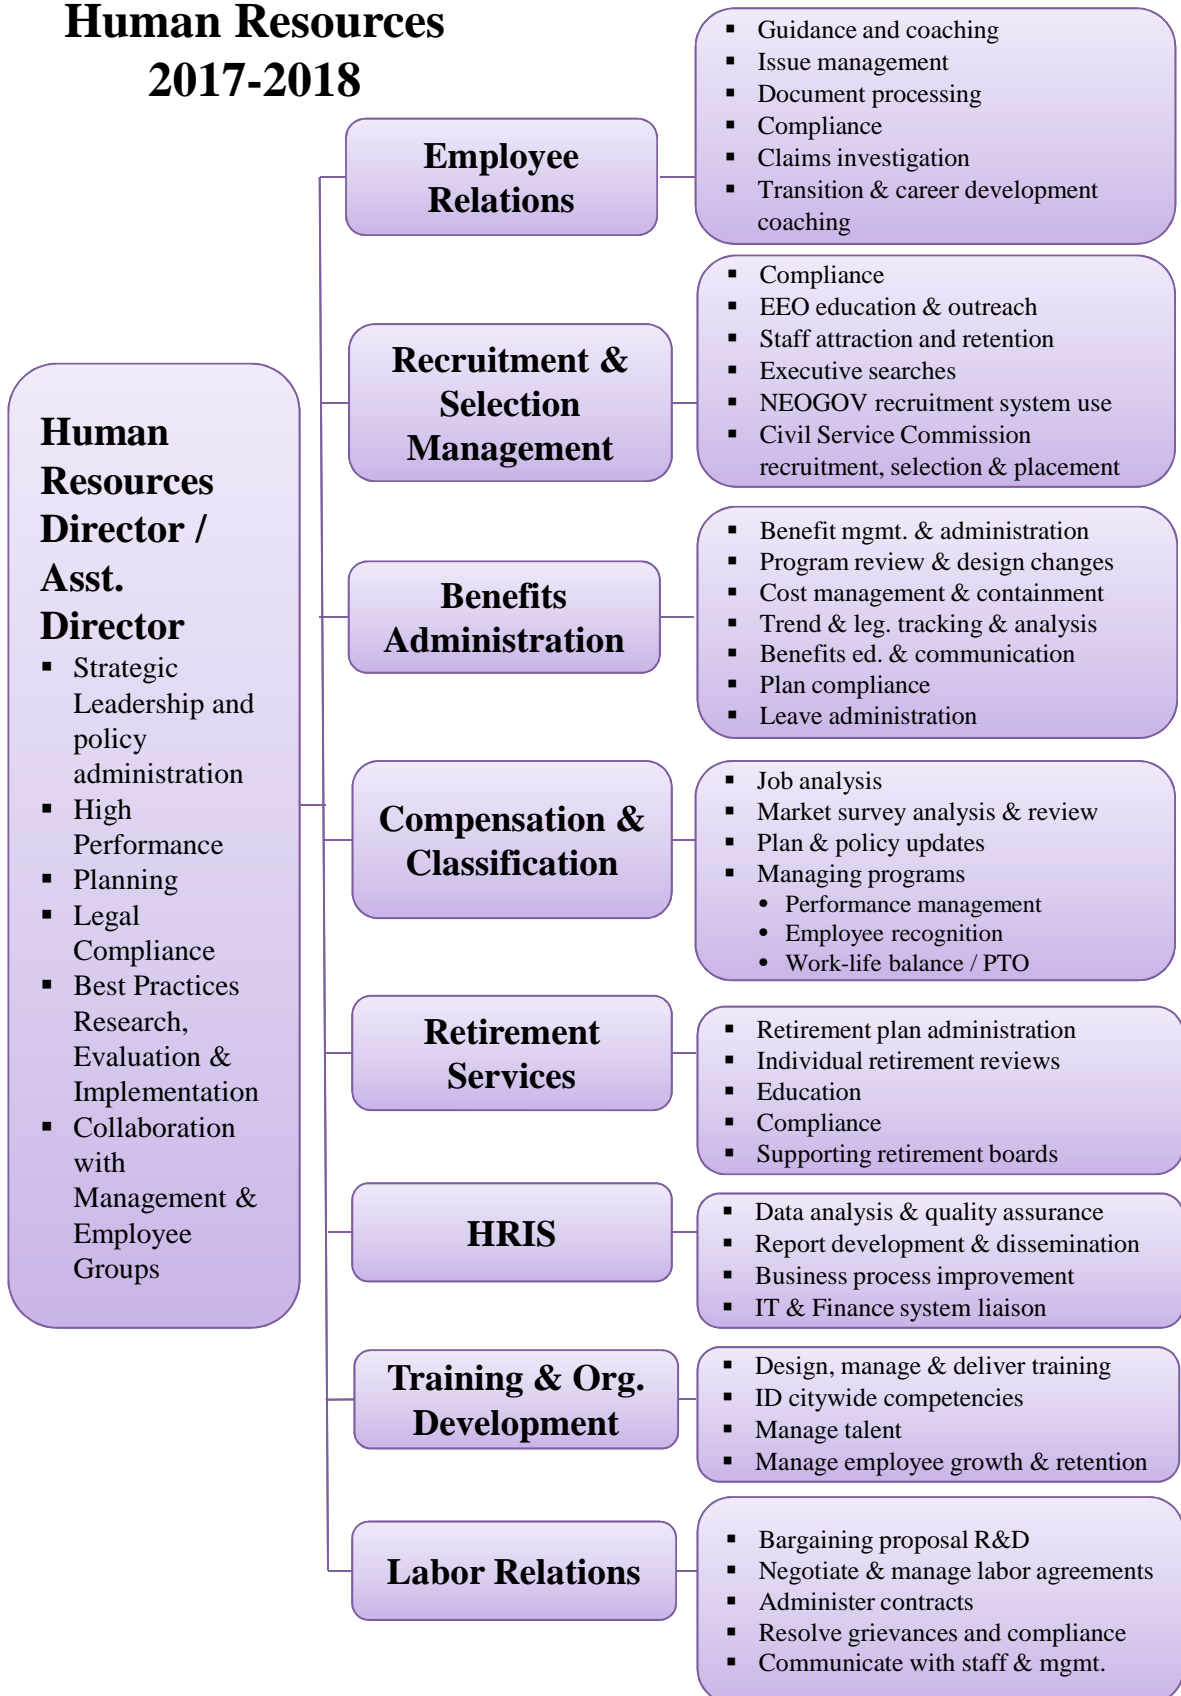 Human Resources
2017-2018
Human
Resources
Director /
Asst.
Director
▪ Strategic
Leadership and
policy
administration
▪ High
Performance
▪ Planning
▪ Legal
Compliance
▪ Best Practices
Research,
Evaluation &
Implementation
▪ Collaboration
with
Management &
Employee
Groups
Employee
Relations
▪ Guidance and coaching
▪ Issue management
▪ Document processing
▪ Compliance
▪ Claims investigation
▪ Transition & career development
coaching
Recruitment &
Selection
Management
▪ Compliance
▪ EEO education & outreach
▪ Staff attraction and retention
▪ Executive searches
▪ NEOGOV recruitment system use
▪ Civil Service Commission
recruitment, selection & placement
Benefits
Administration
▪ Benefit mgmt. & administration
▪ Program review & design changes
▪ Cost management & containment
▪ Trend & leg. tracking & analysis
▪ Benefits ed. & communication
▪ Plan compliance
▪ Leave administration
Compensation &
Classification
▪ Job analysis
▪ Market survey analysis & review
▪ Plan & policy updates
▪ Managing programs
• Performance management
• Employee recognition
• Work-life balance / PTO
Retirement
Services
▪ Retirement plan administration
▪ Individual retirement reviews
▪ Education
▪ Compliance
▪ Supporting retirement boards
HRIS
▪ Data analysis & quality assurance
▪ Report development & dissemination
▪ Business process improvement
▪ IT & Finance system liaison
Training & Org.
Development
▪ Design, manage & deliver training
▪ ID citywide competencies
▪ Manage talent
▪ Manage employee growth & retention
Labor Relations
▪ Bargaining proposal R&D
▪ Negotiate & manage labor agreements
▪ Administer contracts
▪ Resolve grievances and compliance
▪ Communicate with staff & mgmt.